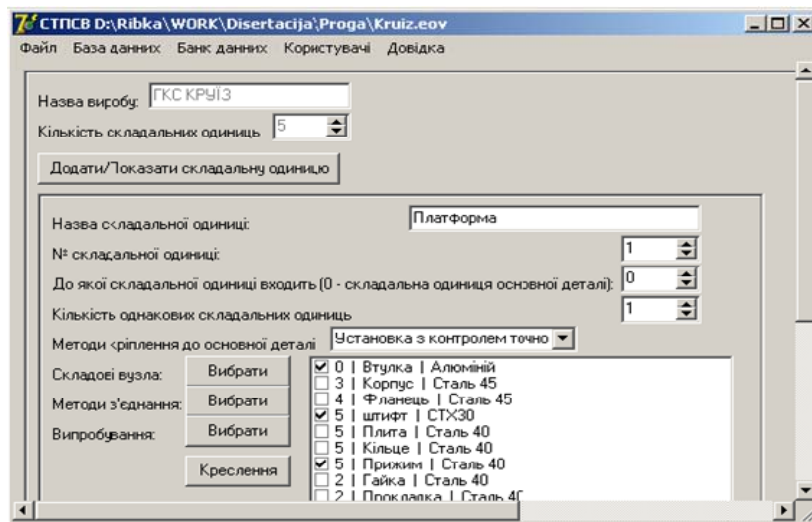 СТПСВ D:\Ribka\WORK\Disertacija\Proga\Kruiz.eov
Файл База данних Банк данних Користувачі Довідка
Назва виробу: ГКС КРУЇЗ
Кількість складальних одиниць 5
Додати/Показати складальну одиницю
Назва складальної одиниці: Платформа
№ складальної одиниці: 1
До якої складальної одиниці входить (0 - складальна одиниця основної деталі): 0
Кількість однакових складальних одиниць 1
Методи кріплення до основної деталі Установка з контролем точно
Складові вузла: Вибрати
Методи з'єднання: Вибрати
Випробування: Вибрати
Креслення
0 | Втулка | Алюміній
3 | Корпус | Сталь 45
4 | Фланець | Сталь 45
5 | штифт | СТХ30
5 | Плита | Сталь 40
5 | Кільце | Сталь 40
5 | Прижим | Сталь 40
2 | Гайка | Сталь 40
2 | Прокладка | Сталь 40